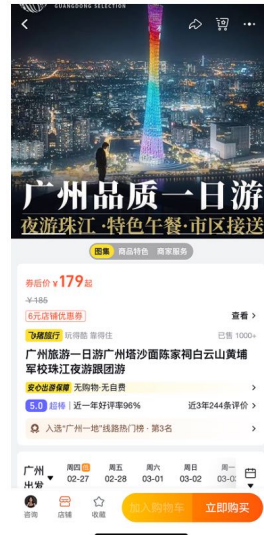 GUANGDONG SELECTION
广州品质一日游
夜游珠江·特色午餐·市区接送
图集 商品特色 商家服务
券后价 ¥179起
¥185
6元店铺优惠券 查看 >
飞猪旅行 玩得酷 靠得住 已售 1000+
广州旅游一日游广州塔沙面陈家祠白云山黄埔
军校珠江夜游跟团游
安心出游保障 无购物·无自费 >
5.0 超棒 | 近一年好评率96% 近3年244条评价 >
入选“广州一地”线路热门榜·第3名 >
广州 周四 周五 周六 周日 周一
出发 02-27 02-28 03-01 03-02
咨询 店铺 收藏 加入购物车 立即购买